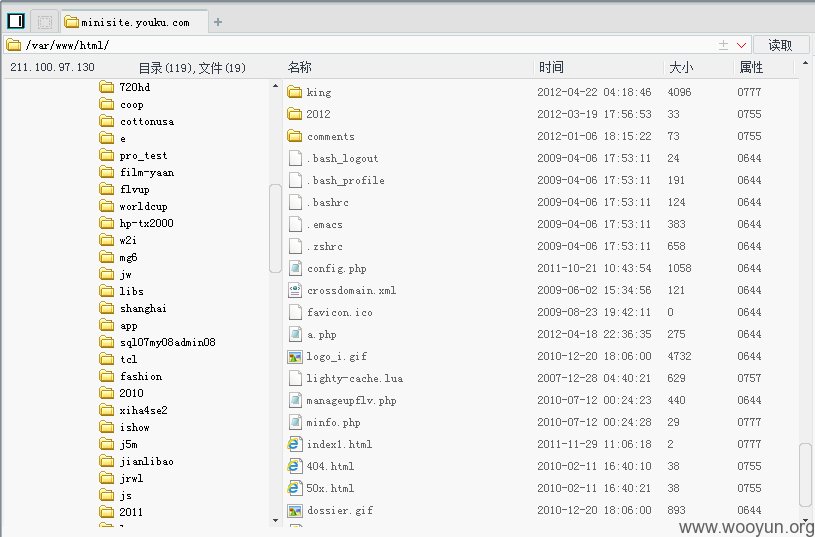 minisite.youku.com
/var/www/html/
读取
211.100.97.130 目录(119),文件(19)
名称 时间 大小 属性
720hd
coop
cottonusa
e
pro_test
film-yaan
flvup
worldcup
hp-tx2000
w2i
mg6
jw
libs
shanghai
app
sql07my08admin08
tcl
fashion
2010
xiha4se2
ishow
j5m
jianlibao
jrwl
js
2011
king 2012-04-22 04:18:46 4096 0777
2012 2012-03-19 17:56:53 33 0755
comments 2012-01-06 18:15:22 73 0755
.bash_logout 2009-04-06 17:53:11 24 0644
.bash_profile 2009-04-06 17:53:11 191 0644
.bashrc 2009-04-06 17:53:11 124 0644
.emacs 2009-04-06 17:53:11 383 0644
.zshrc 2009-04-06 17:53:11 658 0644
config.php 2011-10-21 10:43:54 1058 0644
crossdomain.xml 2009-06-02 15:34:56 121 0644
favicon.ico 2009-08-23 19:42:11 0 0644
a.php 2012-04-18 22:36:35 275 0644
logo_i.gif 2010-12-20 18:06:00 4732 0644
lighty-cache.lua 2007-12-28 04:40:21 629 0757
manageupflv.php 2010-07-12 00:24:23 440 0644
minfo.php 2010-07-12 00:24:28 29 0777
index1.html 2011-11-29 11:06:18 2 0777
404.html 2010-02-11 16:40:10 38 0755
50x.html 2010-02-11 16:40:21 38 0755
dossier.gif 2010-12-20 18:06:00 893 0644
www.wooyun.org